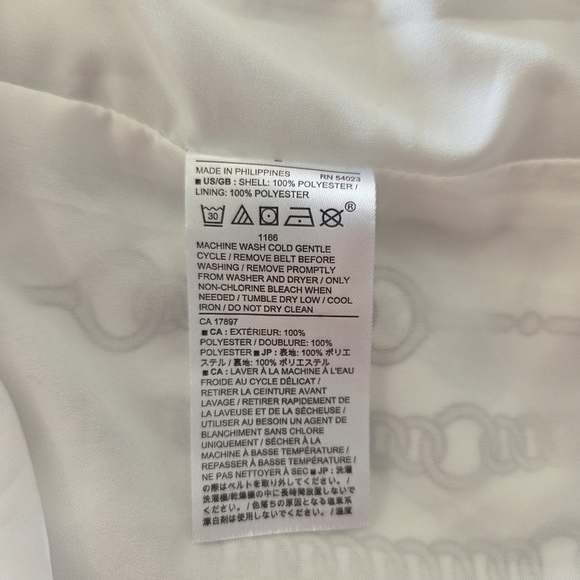 MADE IN PHILIPPINES RN 54023
■ US/GB : SHELL: 100% POLYESTER /
LINING: 100% POLYESTER
30 ®
1166
MACHINE WASH COLD GENTLE
CYCLE / REMOVE BELT BEFORE
WASHING / REMOVE PROMPTLY
FROM WASHER AND DRYER / ONLY
NON-CHLORINE BLEACH WHEN
NEEDED / TUMBLE DRY LOW / COOL
IRON / DO NOT DRY CLEAN
CA 17897
■ CA : EXTÉRIEUR: 100%
POLYESTER / DOUBLURE: 100%
POLYESTER ■ JP : 表地: 100% ポリエ
ステル / 裏地: 100% ポリエステル
■ CA : LAVER À LA MACHINE À L'EAU
FROIDE AU CYCLE DÉLICAT /
RETIRER LA CEINTURE AVANT
LAVAGE / RETIRER RAPIDEMENT DE
LA LAVEUSE ET DE LA SÉCHEUSE /
UTILISER AU BESOIN UN AGENT DE
BLANCHIMENT SANS CHLORE
UNIQUEMENT / SÉCHER À LA
MACHINE À BASSE TEMPÉRATURE /
REPASSER À BASSE TEMPÉRATURE /
NE PAS NETTOYER À SEC ■ JP : 洗濯
の際はベルトを取り外してください。/
洗濯機/乾燥機の中に長時間放置しないで
ください。/ 色落ちの原因となる塩素系
漂白剤は使用しないでください。/ 温度